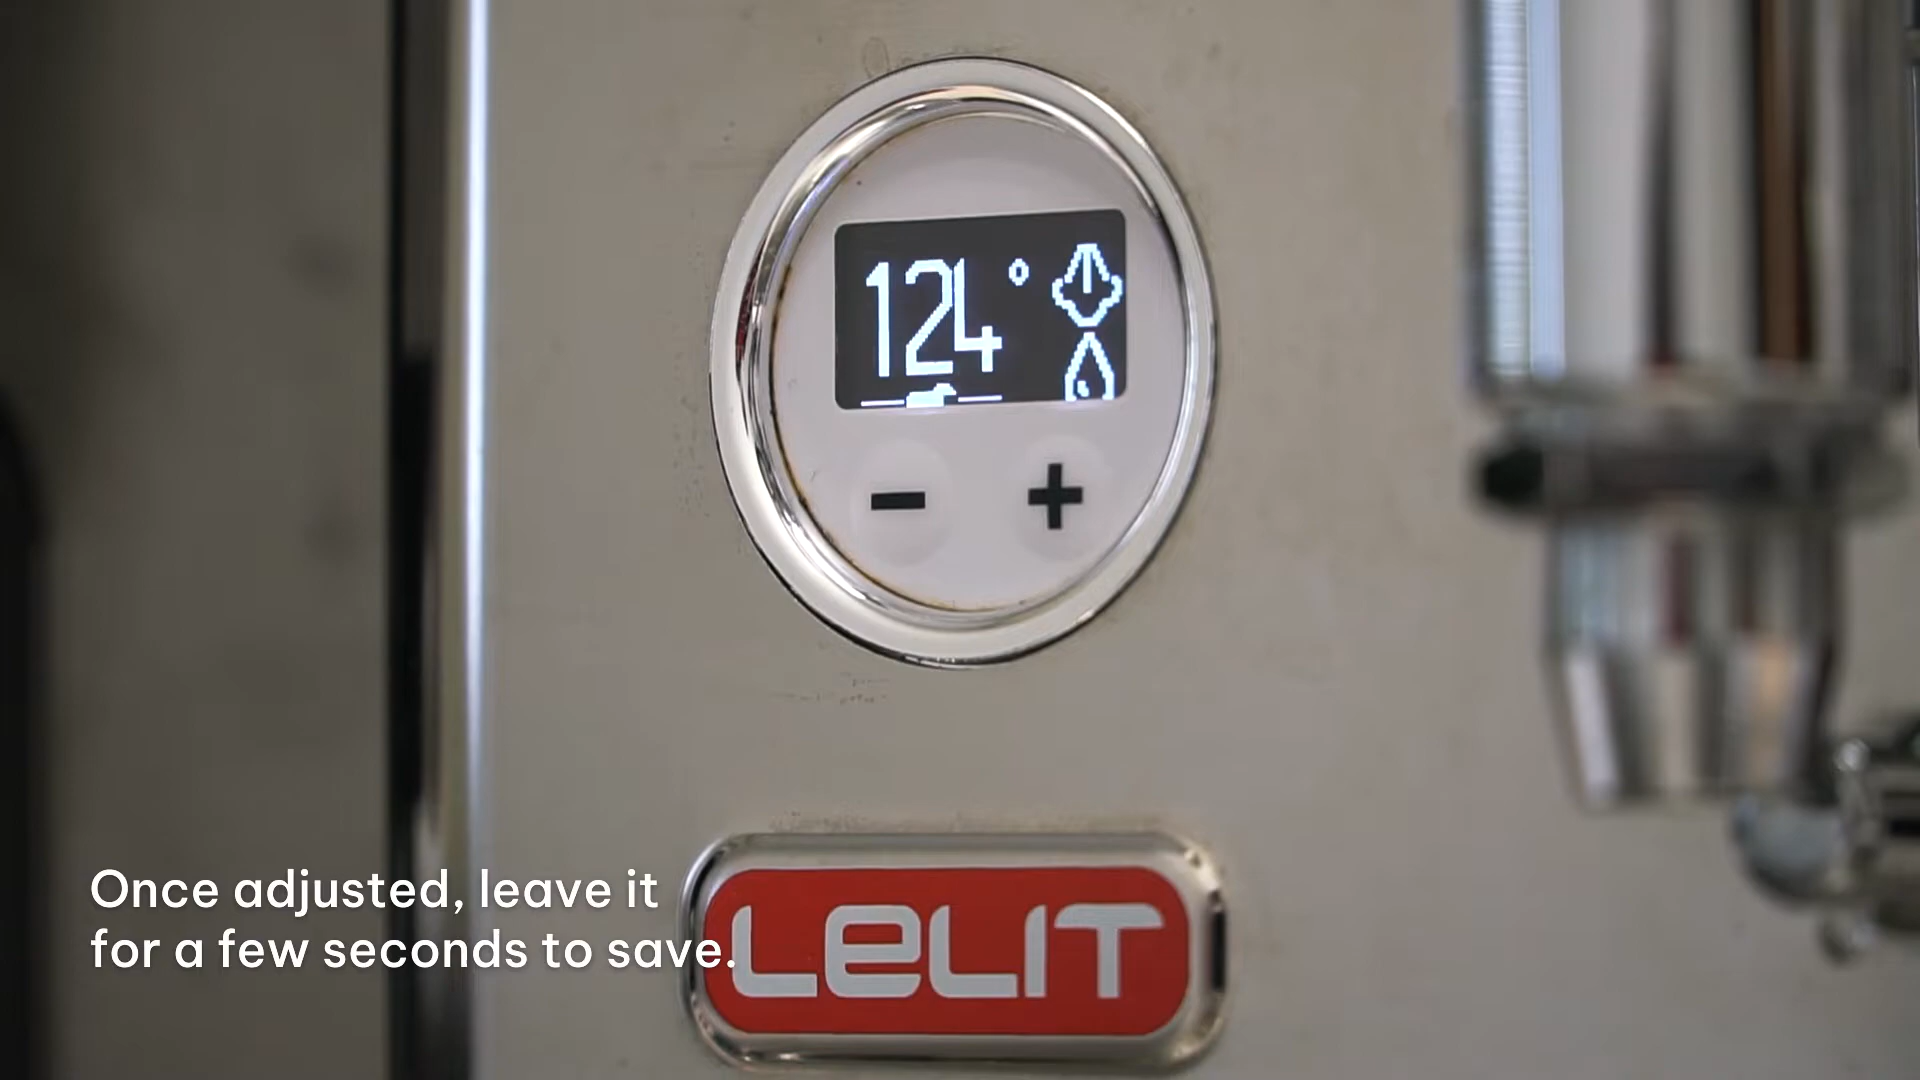 124°
- +
Once adjusted, leave it
for a few seconds to save.
LELIT